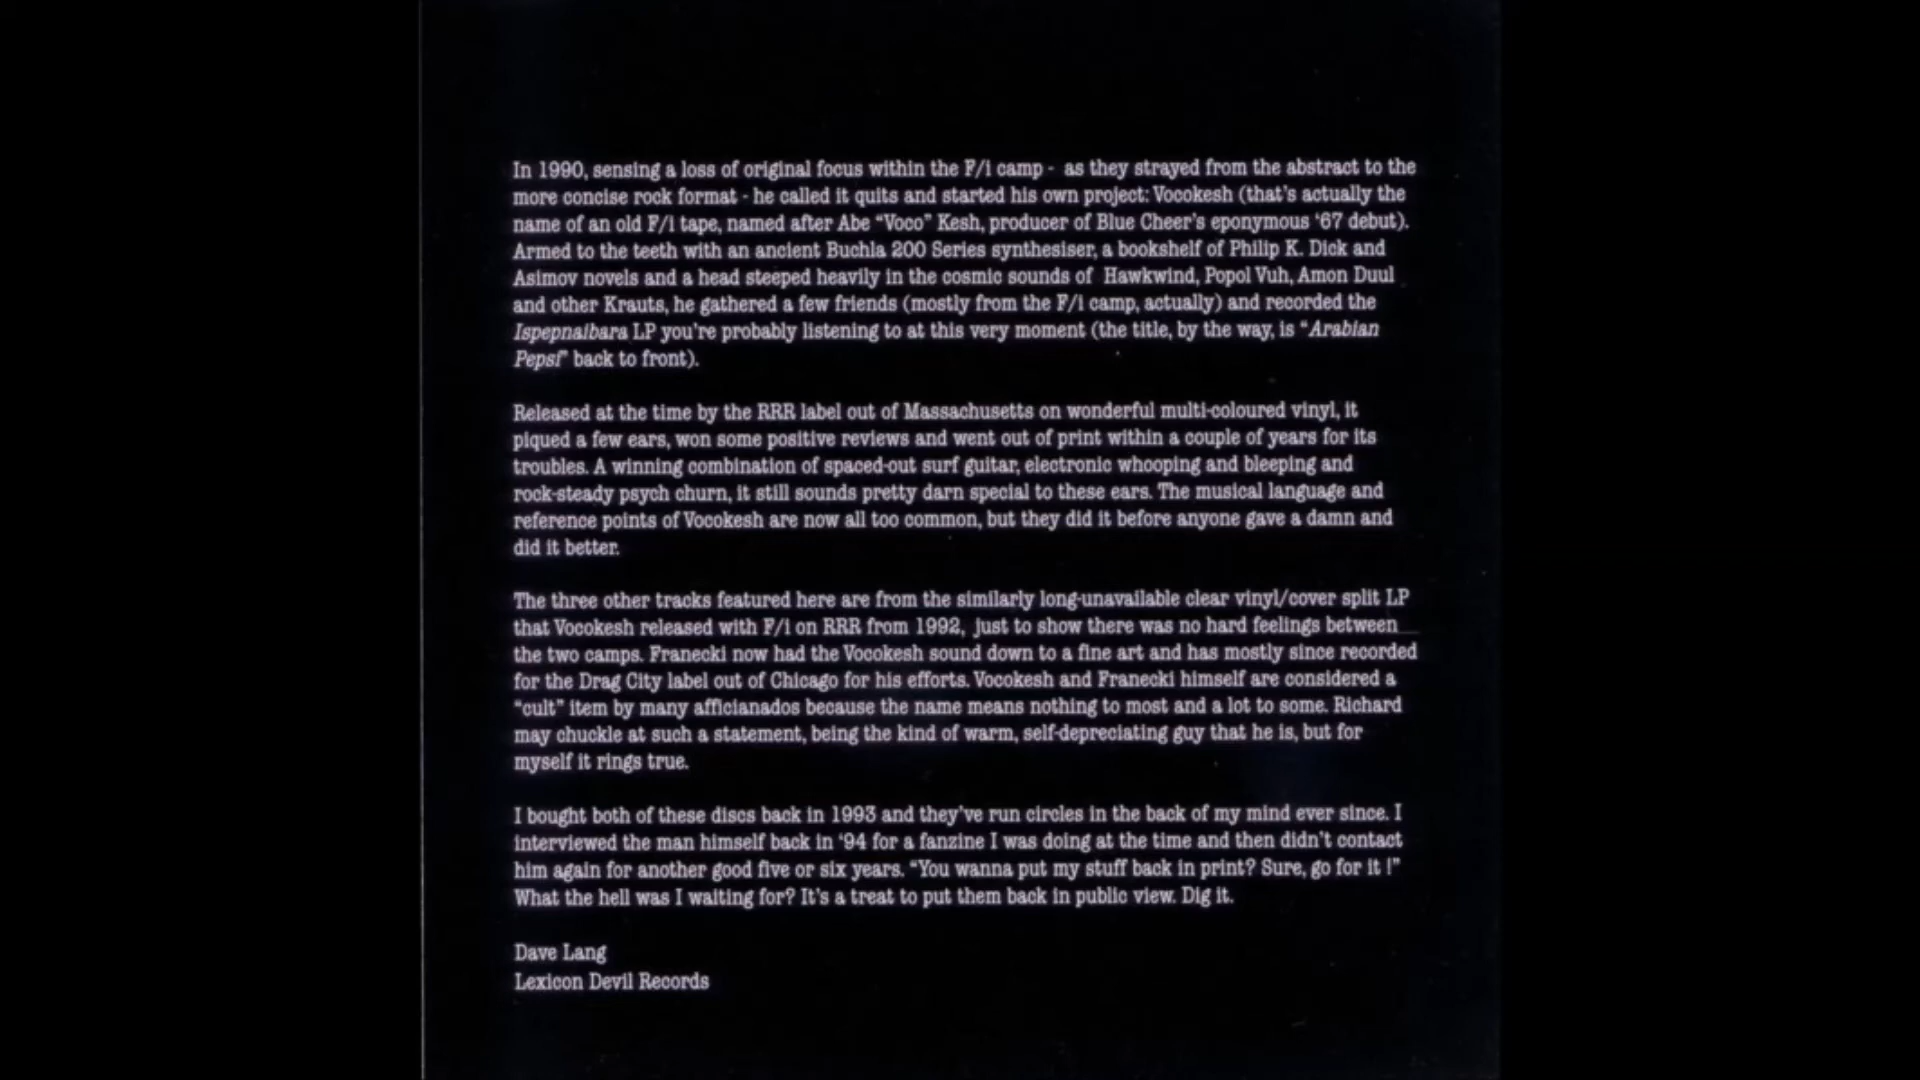 In 1990, sensing a loss of original focus within the F/i camp - as they strayed from the abstract to the
more concise rock format - he called it quits and started his own project: Vocokesh (that's actually the
name of an old F/i tape, named after Abe "Voco" Kesh, producer of Blue Cheer's eponymous '67 debut).
Armed to the teeth with an ancient Buchla 200 Series synthesiser, a bookshelf of Philip K. Dick and
Asimov novels and a head steeped heavily in the cosmic sounds of Hawkwind, Popol Vuh, Amon Duul
and other Krauts, he gathered a few friends (mostly from the F/i camp, actually) and recorded the
Ispepnaibara LP you're probably listening to at this very moment (the title, by the way, is "Arabian
Pepsi" back to front).
Released at the time by the RRR label out of Massachusetts on wonderful multi-coloured vinyl, it
piqued a few ears, won some positive reviews and went out of print within a couple of years for its
troubles. A winning combination of spaced-out surf guitar, electronic whooping and bleeping and
rock-steady psych churn, it still sounds pretty darn special to these ears. The musical language and
reference points of Vocokesh are now all too common, but they did it before anyone gave a damn and
did it better.
The three other tracks featured here are from the similarly long-unavailable clear vinyl/cover split LP
that Vocokesh released with F/i on RRR from 1992, just to show there was no hard feelings between
the two camps. Franecki now had the Vocokesh sound down to a fine art and has mostly since recorded
for the Drag City label out of Chicago for his efforts. Vocokesh and Franecki himself are considered a
"cult" item by many afficianados because the name means nothing to most and a lot to some. Richard
may chuckle at such a statement, being the kind of warm, self-depreciating guy that he is, but for
myself it rings true.
I bought both of these discs back in 1993 and they've run circles in the back of my mind ever since. I
interviewed the man himself back in '94 for a fanzine I was doing at the time and then didn't contact
him again for another good five or six years. "You wanna put my stuff back in print? Sure, go for it !"
What the hell was I waiting for? It's a treat to put them back in public view. Dig it.
Dave Lang
Lexicon Devil Records